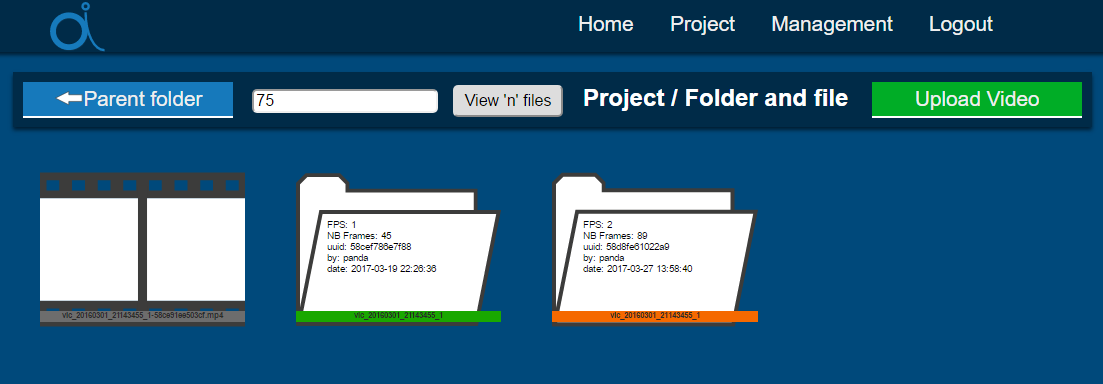 Home Project Management Logout
Parent folder 75 View 'n' files Project / Folder and file Upload Video
FPS: 1
NB Frames: 45
uuid: 58cef786e7f88
by: panda
date: 2017-03-19 22:26:36
FPS: 2
NB Frames: 89
uuid: 58d8fe61022a9
by: panda
date: 2017-03-27 13:58:40
vlc_20160301_21143455_1-58ce91ee503cf.mp4
vlc_20160301_21143455_1
vlc_20160301_21143455_1